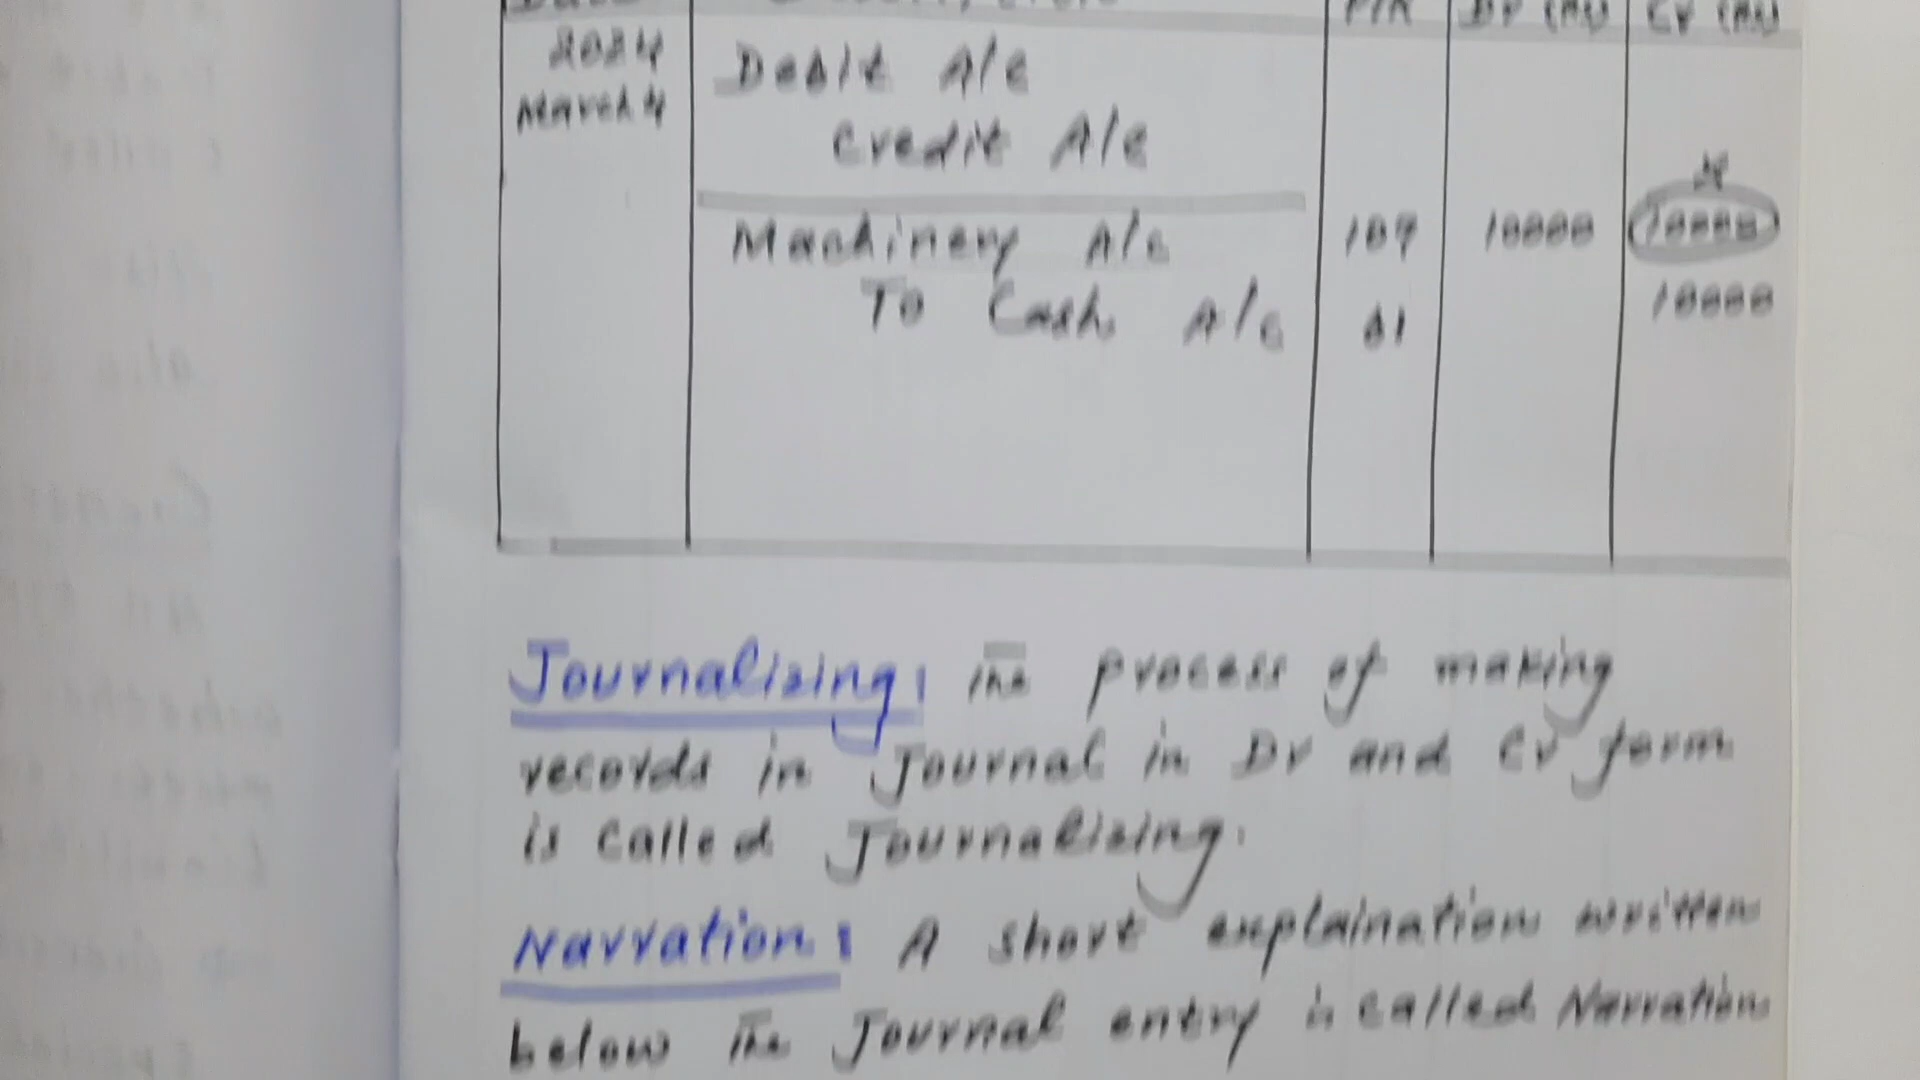 2024
March 4
Debit A/c
Credit A/c
Machinery A/c 109 10000 10000
To Cash A/c 01 10000
Journalizing: The process of making
records in Journal in Dr and Cr form
is called Journalizing.
Narration: A short explaination written
below the Journal entry is called Narration